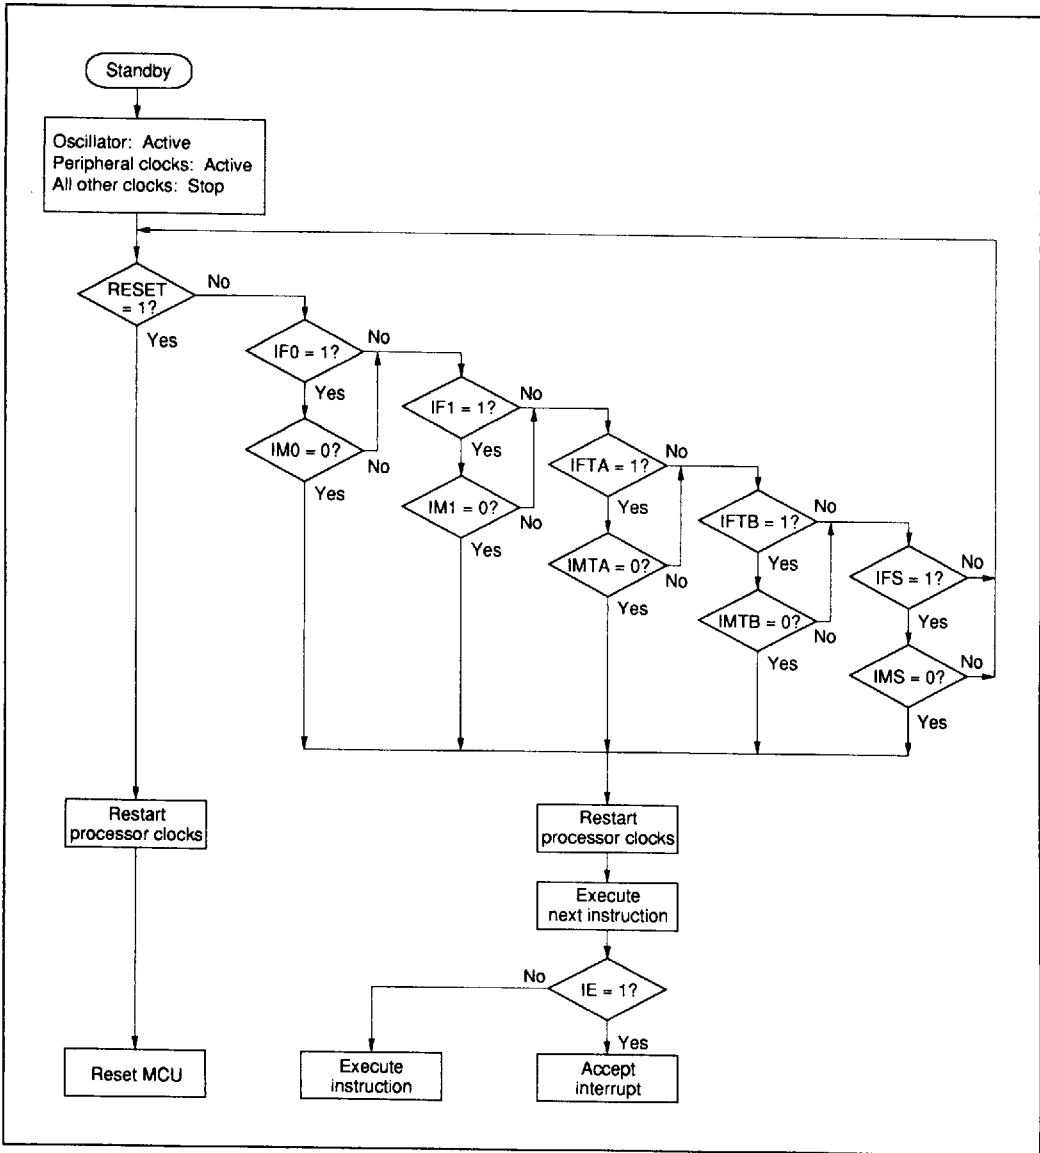 Standby
Oscillator: Active
Peripheral clocks: Active
All other clocks: Stop
RESET
= 1?
No
Yes
IF0 = 1?
No
Yes
IM0 = 0?
No
Yes
IF1 = 1?
No
Yes
IM1 = 0?
No
Yes
IFTA = 1?
No
Yes
IMTA = 0?
No
Yes
IFTB = 1?
No
Yes
IMTB = 0?
No
Yes
IFS = 1?
No
Yes
IMS = 0?
No
Yes
Restart
processor clocks
Restart
processor clocks
Execute
next instruction
IE = 1?
No
Yes
Reset MCU
Execute
instruction
Accept
interrupt